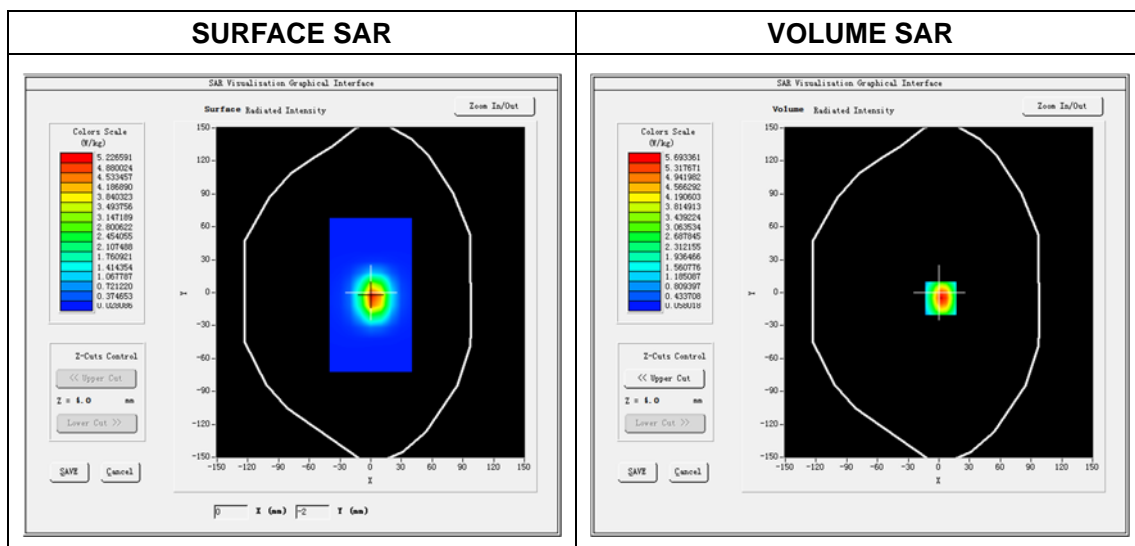 SURFACE SAR
VOLUME SAR
SAR Visualisation Graphical Interface
Surface Radiated Intensity
Zoom In/Out
Colors Scale
(W/kg)
5.226591
4.880024
4.533457
4.186890
3.840323
3.493756
3.147189
2.800622
2.454055
2.107488
1.760921
1.414354
1.067787
0.721220
0.374653
0.028086
150
120
90
60
30
0
-30
-60
-90
-120
-150
Y
-150 -120 -90 -60 -30 0 30 60 90 120 150
X
Z-Cuts Control
<< Upper Cut
Z = 4.0 mm
Lower Cut >>
SAVE Cancel
0 X (mm) -2 Y (mm)
SAR Visualisation Graphical Interface
Volume Radiated Intensity
Zoom In/Out
Colors Scale
(W/kg)
5.693361
5.317671
4.941982
4.566292
4.190603
3.814913
3.439224
3.063534
2.687845
2.312155
1.936466
1.560776
1.185087
0.809397
0.433708
0.058018
150
120
90
60
30
0
-30
-60
-90
-120
-150
Y
-150 -120 -90 -60 -30 0 30 60 90 120 150
X
Z-Cuts Control
<< Upper Cut
Z = 4.0 mm
Lower Cut >>
SAVE Cancel